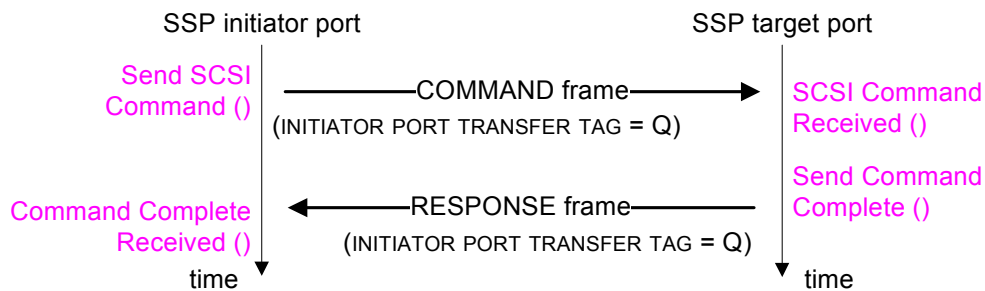 SSP initiator port
SSP target port
Send SCSI
Command ()
COMMAND frame
(INITIATOR PORT TRANSFER TAG = Q)
SCSI Command
Received ()
Send Command
Complete ()
RESPONSE frame
(INITIATOR PORT TRANSFER TAG = Q)
Command Complete
Received ()
time
time